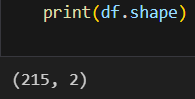 print(df.shape)
(215, 2)